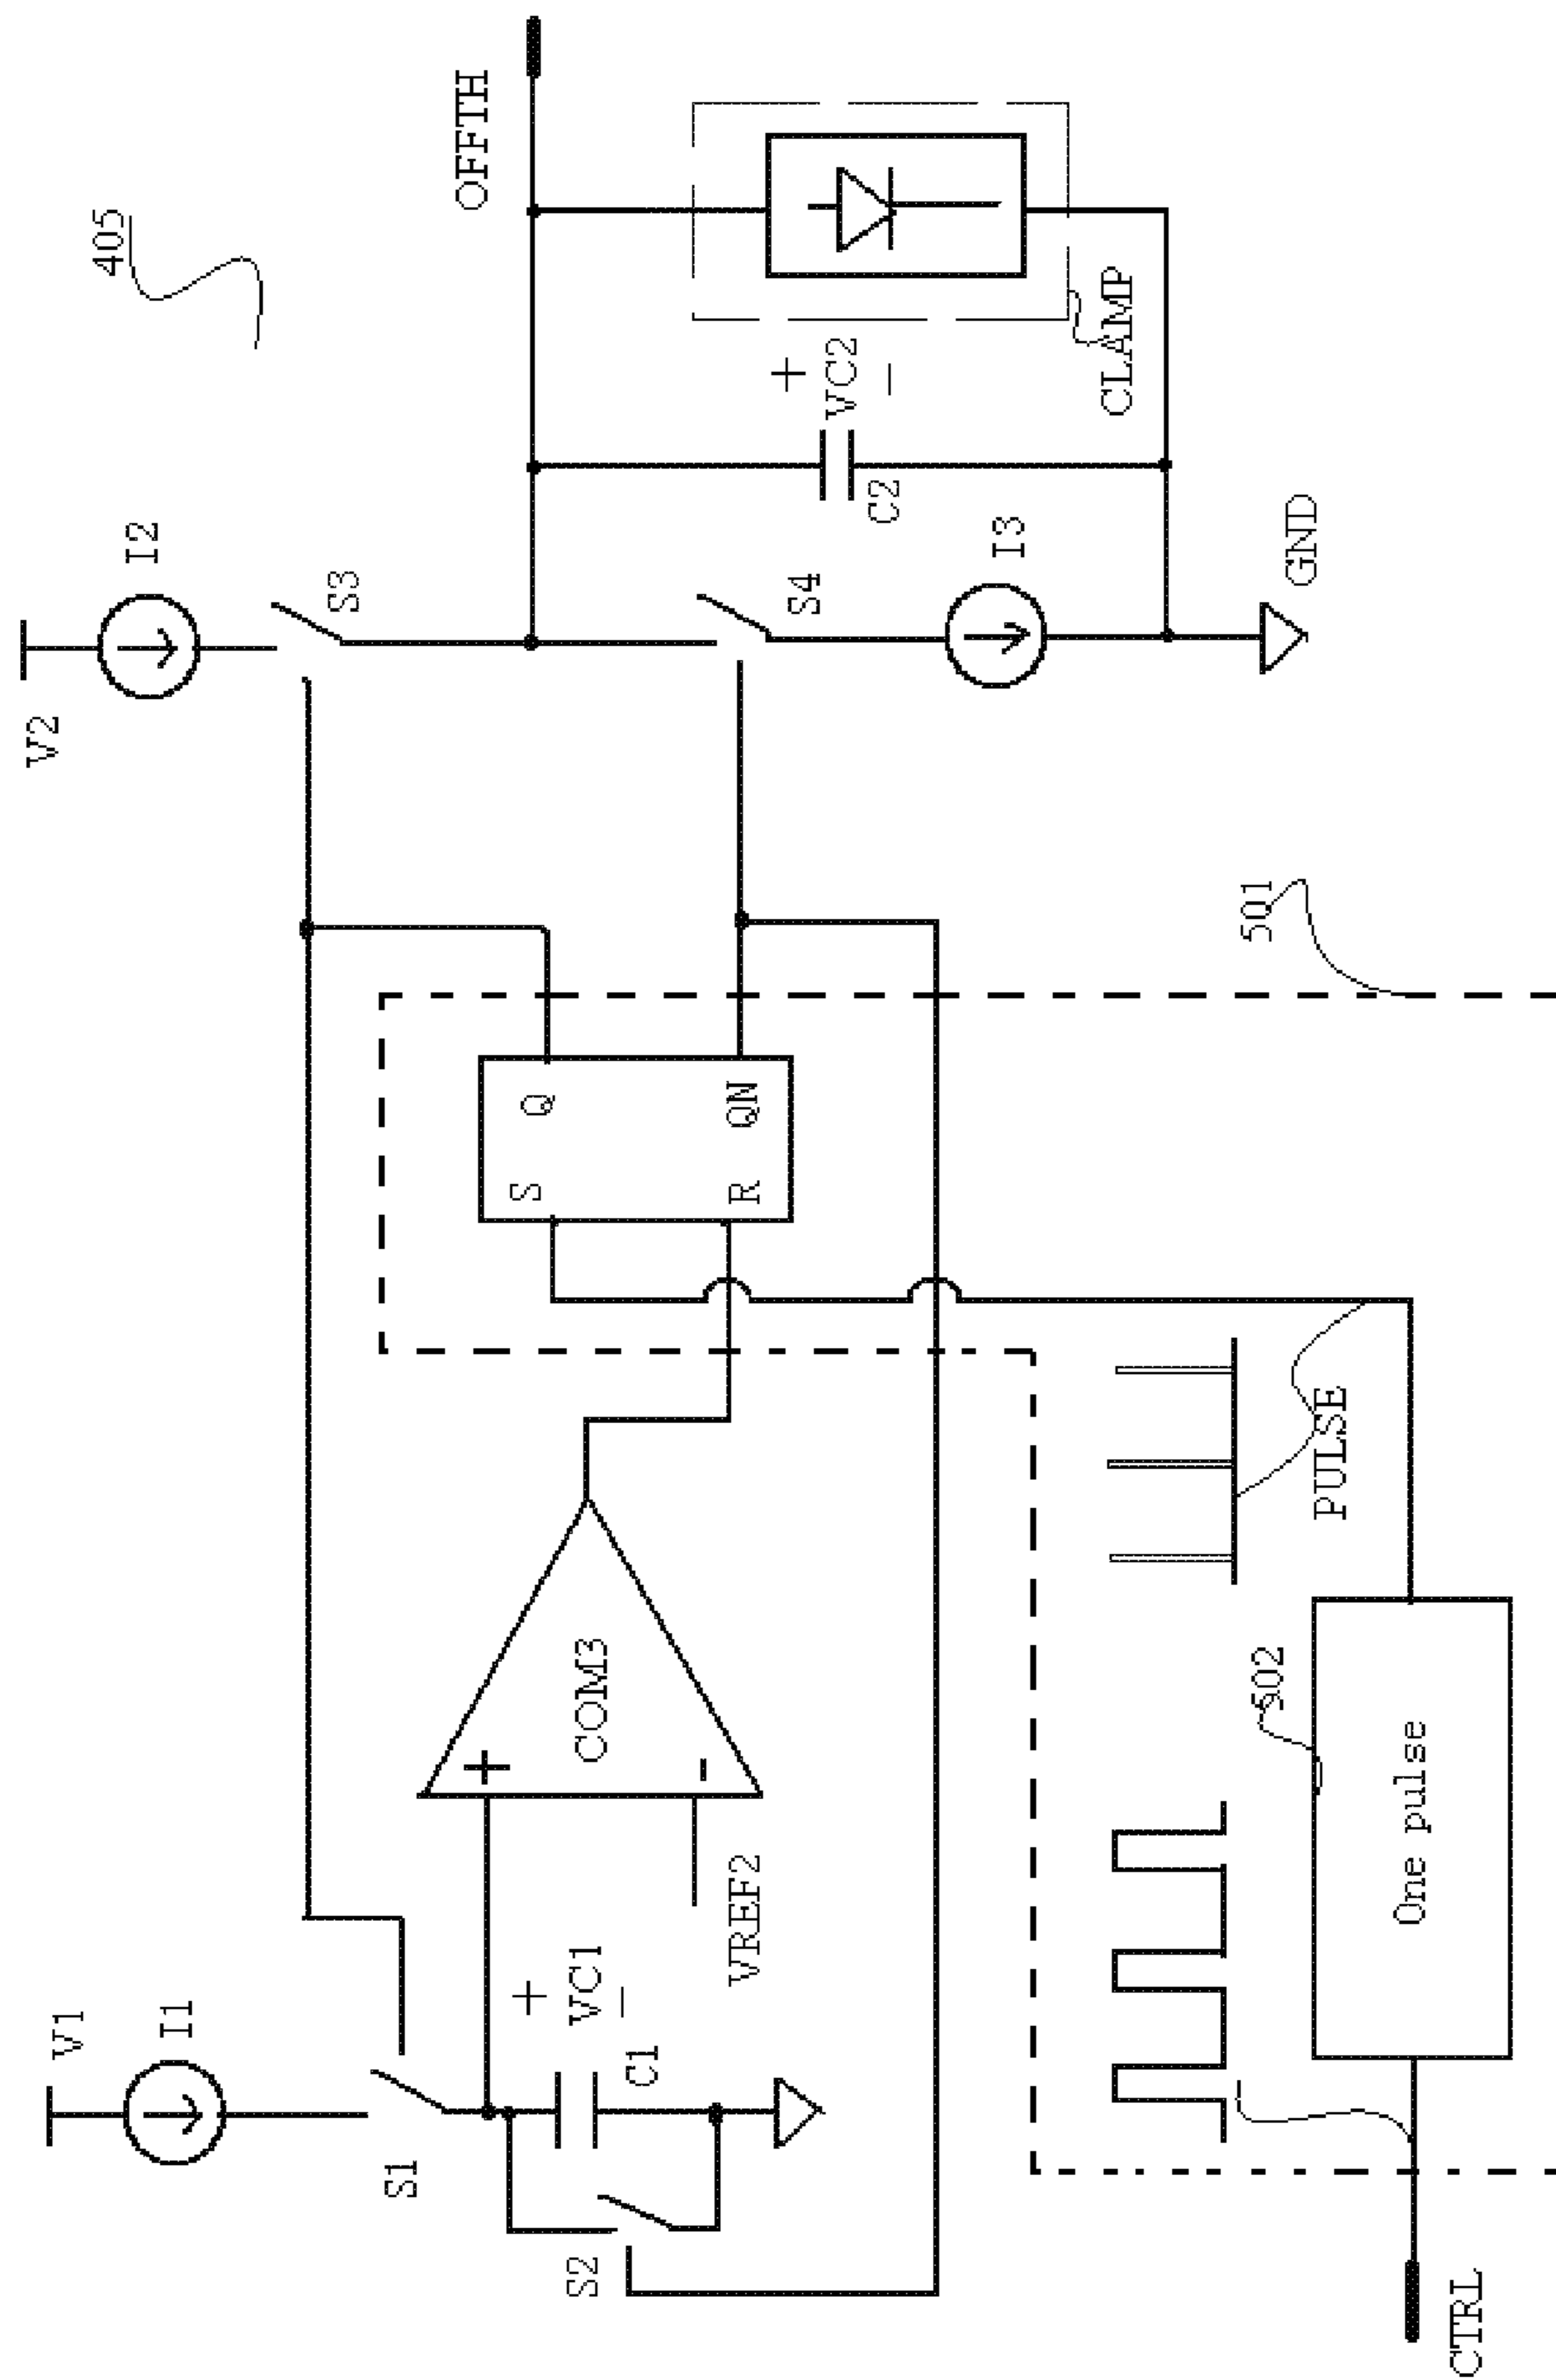 405
V1
I1
S1
S2
C1
+
VC1
−
VREF2
+
-
COM3
S
R
Q
QN
V2
I2
S3
S4
I3
GND
C2
+
VC2
−
CLAMP
OFFTH
501
502
One pulse
PULSE
CTRL